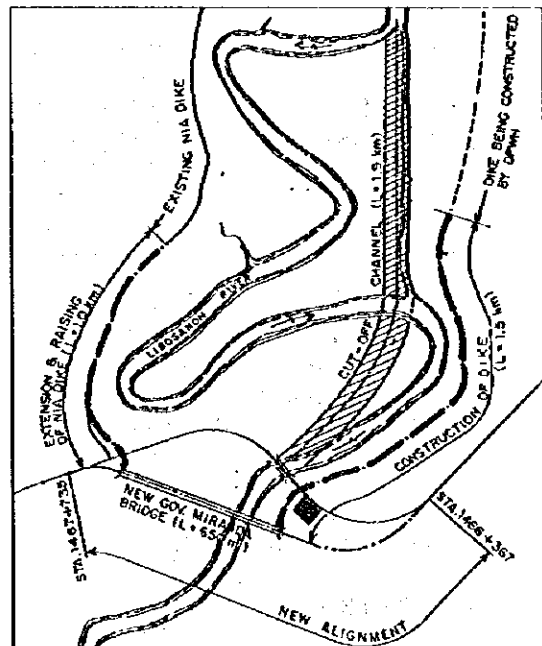 EXISTING NIA DIKE
DIKE BEING CONSTRUCTED
BY DPWH
CHANNEL (L = 1.9 km)
CUT-OFF
LIBOSANON RIVER
EXTENSION & RAISING
OF NIA DIKE (L = 1.0 km)
CONSTRUCTION OF DIKE
(L = 1.5 km)
NEW GOV. MIRANDA
BRIDGE (L =
STA. 1467+735
STA. 1466+367
NEW ALIGNMENT